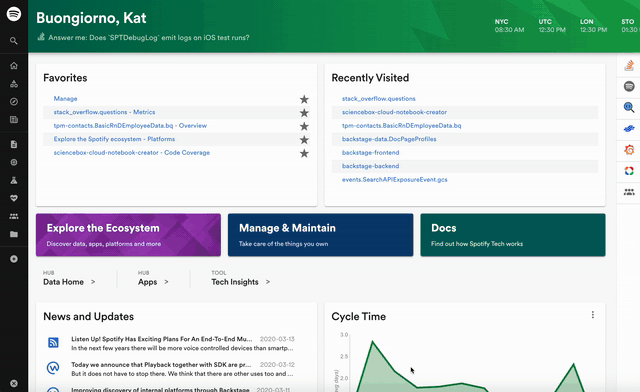 Buongiorno, Kat
Answer me: Does `SPTDebugLog` emit logs on iOS test runs?
NYC
08:30 AM
UTC
12:30 PM
LON
12:30 PM
STO
01:30
Favorites
Manage
stack_overflow.questions - Metrics
tpm-contacts.BasicRnDEmployeeData.bq - Overview
Explore the Spotify ecosystem - Platforms
sciencebox-cloud-notebook-creator - Code Coverage
Recently Visited
stack_overflow.questions
sciencebox-cloud-notebook-creator
tpm-contacts.BasicRnDEmployeeData.bq
backstage-data.DocPageProfiles
backstage-frontend
backstage-backend
events.SearchAPIExposureEvent.gcs
Explore the Ecosystem
Discover data, apps, platforms and more
Manage & Maintain
Take care of the things you own
Docs
Find out how Spotify Tech works
HUB
Data Home >
HUB
Apps >
TOOL
Tech Insights >
News and Updates
Listen Up! Spotify Has Exciting Plans For An End-To-End Mu... 2020-03-13
In the next few years there will be more voice controlled devices than smartp...
Today we announce that Playback together with SDK are pr... 2020-03-12
But it does not have to stop there. We think that there are other uses too and ...
Improving discovery of internal platforms through Backstage 2020-03-11
Cycle Time
3.0
2.5
2.0